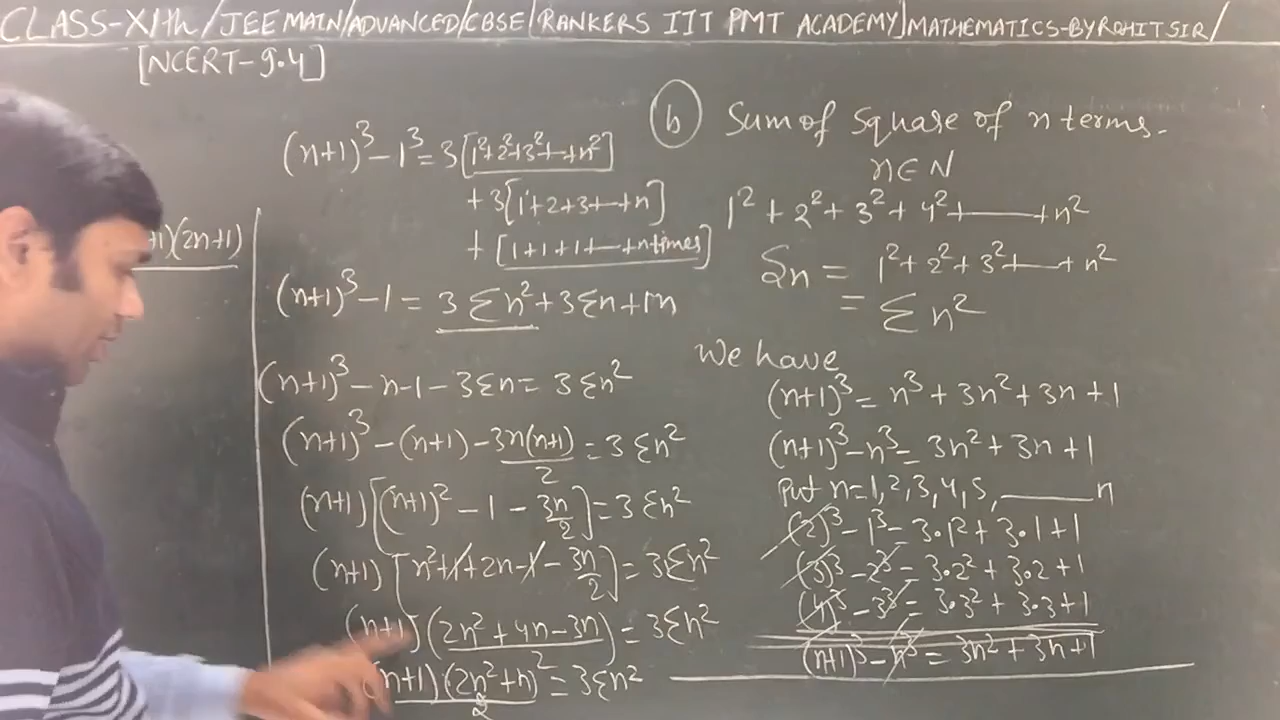 CLASS-XIth/JEE MAIN/ADVANCED/CBSE[RANKERS IIT PMT ACADEMY]MATHEMATICS-BY ROHIT SIR/
[NCERT-9.4]
(b) Sum of square of n terms.
n∈N
1²+2²+3²+4²+——+n²
Sn = 1²+2²+3²+—+n²
= Σn²
We have
(n+1)³ = n³+3n²+3n+1
(n+1)³-n³ = 3n²+3n+1
Put n=1,2,3,4,5,——n
(2)³-1³ = 3·1²+3·1+1
(3)³-2³ = 3·2²+3·2+1
(4)³-3³ = 3·3²+3·3+1
(n+1)³-n³ = 3n²+3n+1
(n+1)³-1³ = 3[1²+2²+3²+—+n²]
+3[1+2+3+—+n]
+[1+1+1+—+n times]
(n+1)³-1 = 3Σn²+3Σn+1n
(n+1)³-n-1-3Σn = 3Σn²
(n+1)³-(n+1)-3n(n+1)/2 = 3Σn²
(n+1)[(n+1)²-1-3n/2] = 3Σn²
(n+1)[n²+1+2n-1-3n/2] = 3Σn²
(n+1)(2n²+4n-3n)/2 = 3Σn²
(n+1)(2n²+n)/2 = 3Σn²
+1)(2n+1)